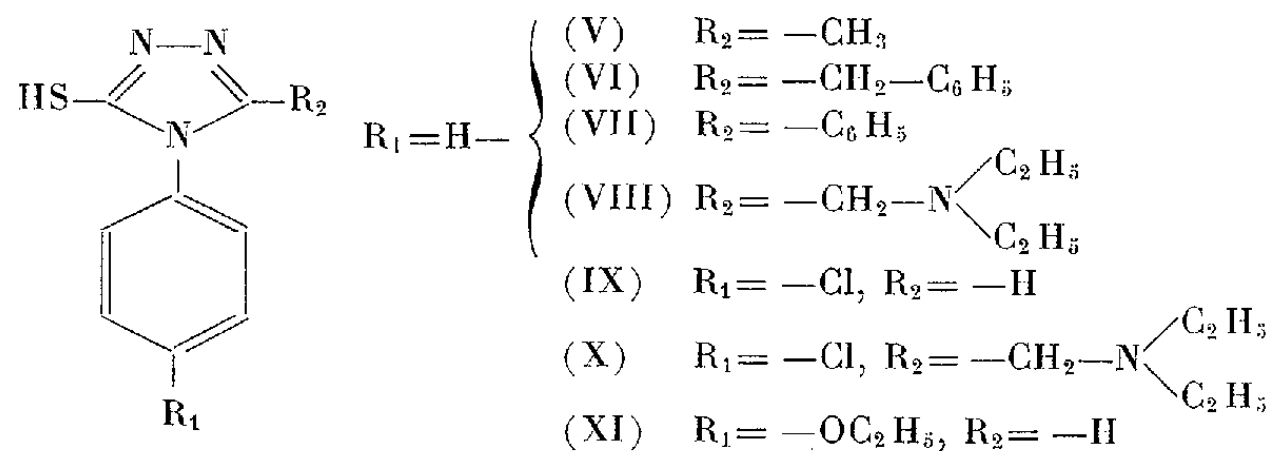 N—N
HS—
—R₂
N
R₁
R₁=H—
(V) R₂= —CH₃
(VI) R₂= —CH₂—C₆H₅
(VII) R₂= —C₆H₅
(VIII) R₂= —CH₂—N
C₂H₅
C₂H₅
(IX) R₁= —Cl, R₂= —H
(X) R₁= —Cl, R₂= —CH₂—N
C₂H₅
C₂H₅
(XI) R₁= —OC₂H₅, R₂= —H